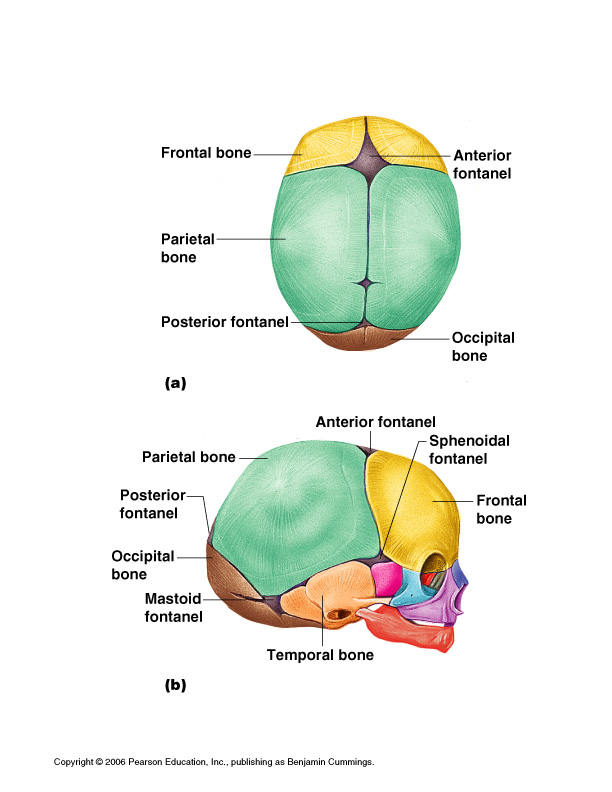 Frontal bone
Anterior
fontanel
Parietal
bone
Posterior fontanel
Occipital
bone
(a)
Anterior fontanel
Sphenoidal
fontanel
Parietal bone
Posterior
fontanel
Frontal
bone
Occipital
bone
Mastoid
fontanel
Temporal bone
(b)
Copyright © 2006 Pearson Education, Inc., publishing as Benjamin Cummings.